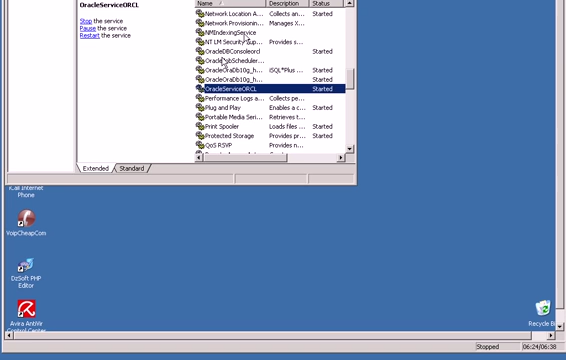 OracleServiceORCL
Stop the service
Pause the service
Restart the service
Name Description Status
Network Location A... Collects an... Started
Network Provisionin... Manages X...
NMIndexingService
NT LM Security Sup... Provides s...
OracleDBConsoleorcl Started
OracleJobScheduler...
OracleOraDb10g_h... iSQL*Plus ... Started
OracleOraDb10g_h... Started
OracleServiceORCL Started
Performance Logs a... Collects pe...
Plug and Play Enables a c... Started
Portable Media Seri... Retrieves t...
Print Spooler Loads files ... Started
Protected Storage Provides pr... Started
QoS RSVP Provides n...
Extended Standard
iCall Internet
Phone
VoipCheapCom
DzSoft PHP
Editor
Avira AntiVir
Control Center
Recycle Bin
Stopped 06:24/06:38